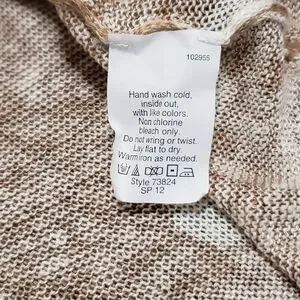 102955
Hand wash cold,
inside out,
with like colors.
Non chlorine
bleach only.
Do not wring or twist.
Lay flat to dry.
Warm iron as needed.
Style 73824
SP 12